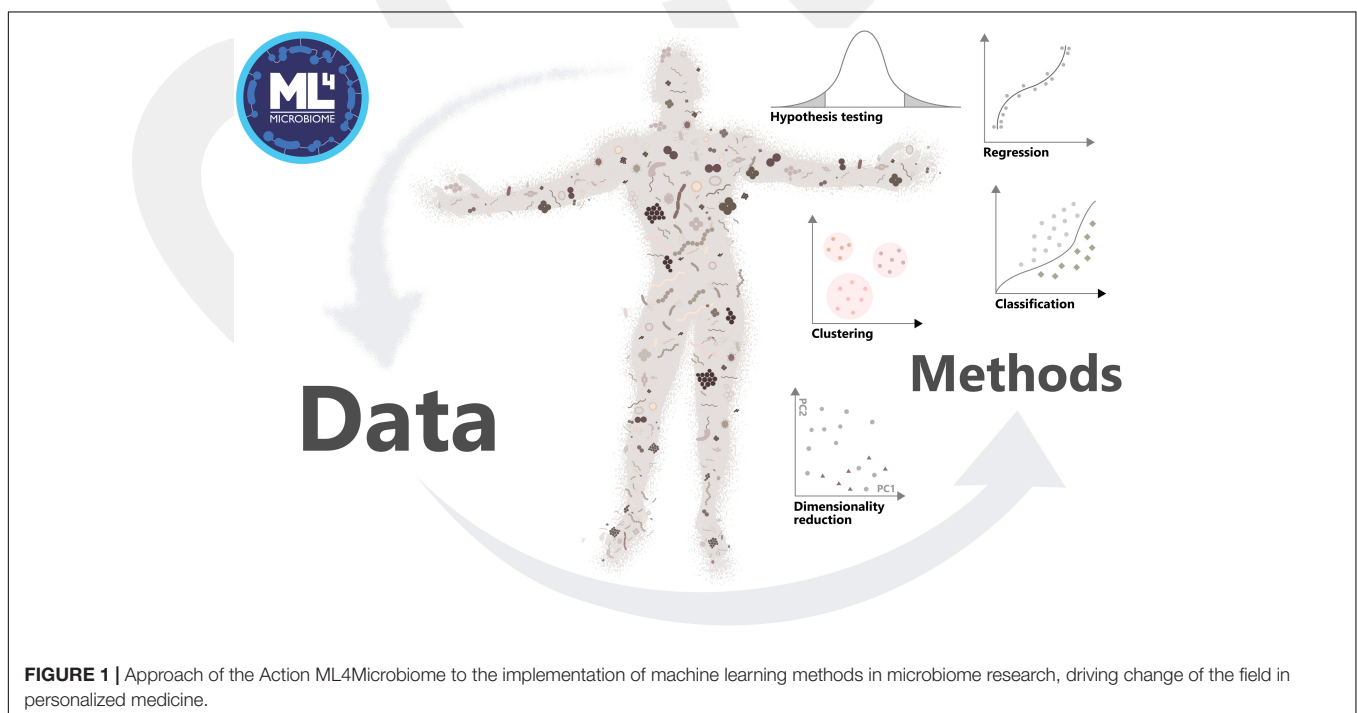 ML4
MICROBIOME
Hypothesis testing
Regression
Classification
Clustering
Methods
Data
PC2
PC1
Dimensionality
reduction
FIGURE 1 | Approach of the Action ML4Microbiome to the implementation of machine learning methods in microbiome research, driving change of the field in
personalized medicine.